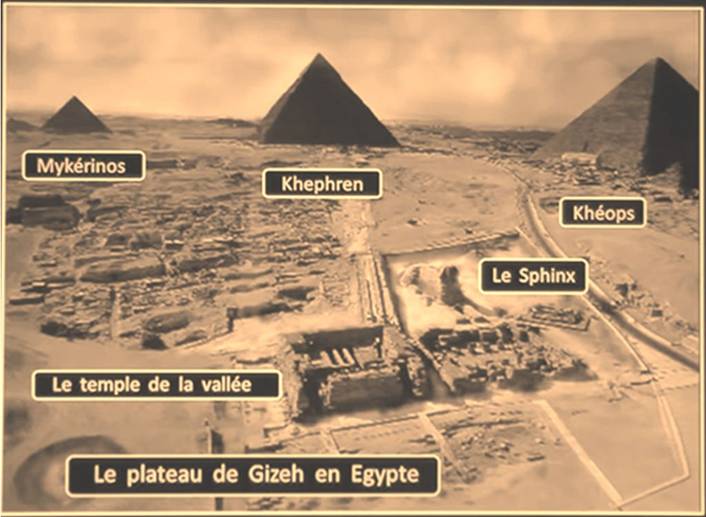 Mykérinos
Khephren
Khéops
Le Sphinx
Le temple de la vallée
Le plateau de Gizeh en Egypte